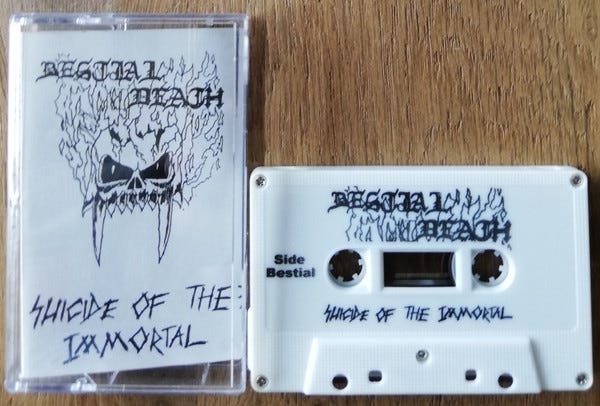 BESTIAL
DEATH
SUICIDE OF THE
IMMORTAL
BESTIAL
DEATH
Side
Bestial
SUICIDE OF THE IMMORTAL